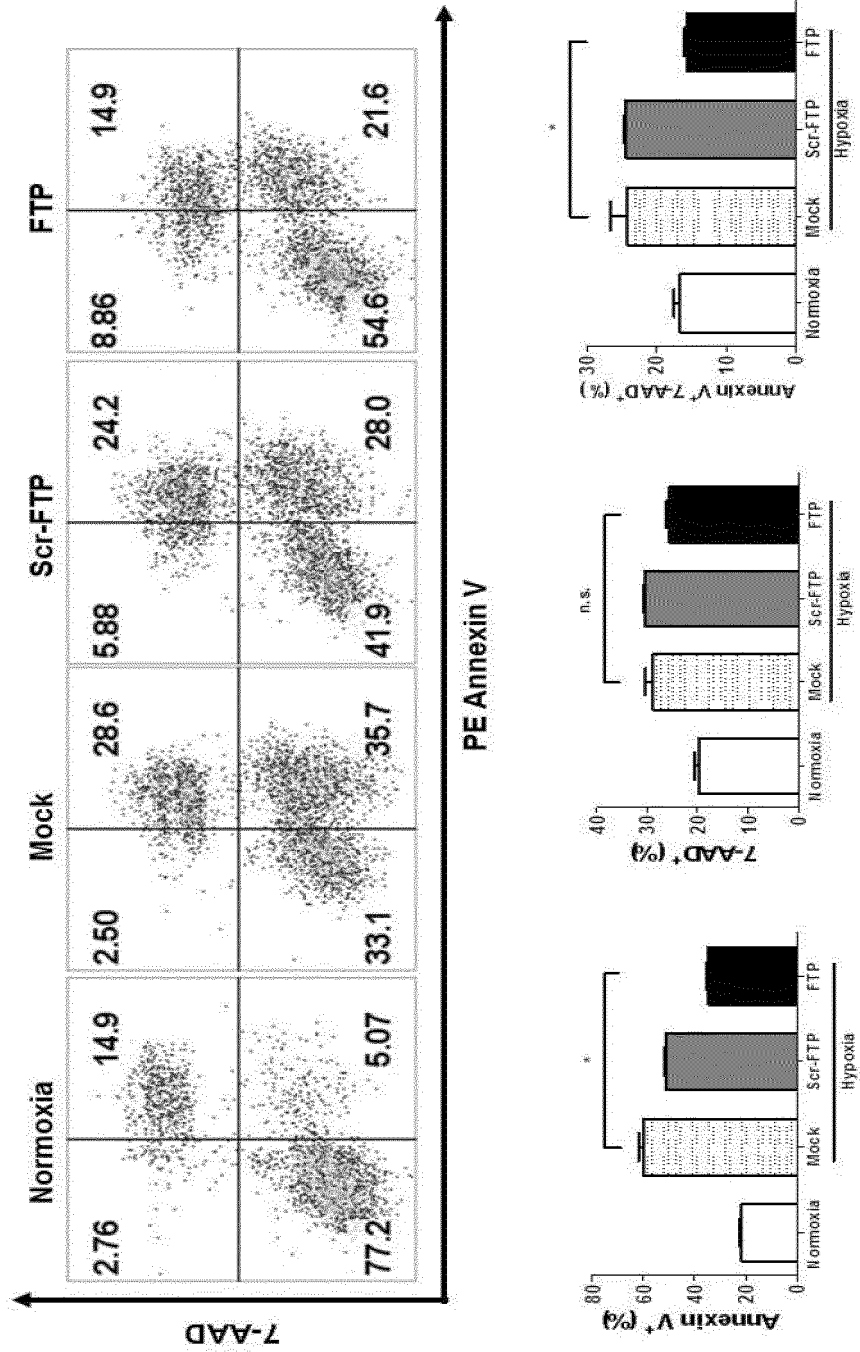 Normoxia
Mock
Scr-FTP
FTP
2.76
14.9
2.50
28.6
5.88
24.2
8.86
14.9
77.2
5.07
33.1
35.7
41.9
28.0
54.6
21.6
7-AAD
PE Annexin V
*
Annexin V⁺ (%)
80
60
40
20
0
Normoxia
Mock
Scr-FTP
FTP
Hypoxia
n.s.
7-AAD⁺ (%)
40
30
20
10
0
Normoxia
Mock
Scr-FTP
FTP
Hypoxia
*
Annexin V⁺ 7-AAD⁺ (%)
30
20
10
0
Normoxia
Mock
Scr-FTP
FTP
Hypoxia